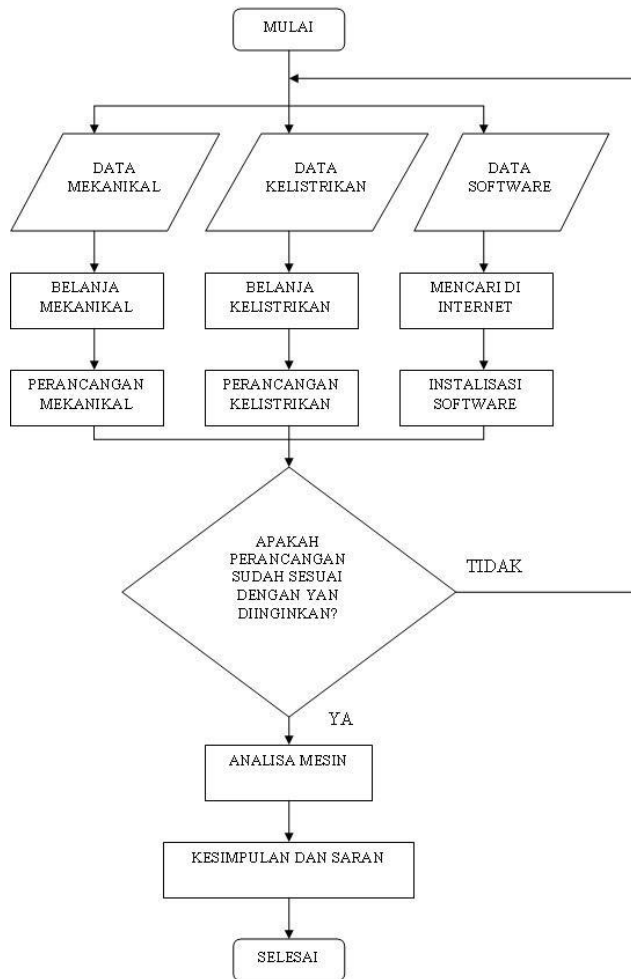 MULAI
DATA
MEKANIKAL
DATA
KELISTRIKAN
DATA
SOFTWARE
BELANJA
MEKANIKAL
BELANJA
KELISTRIKAN
MENCARI DI
INTERNET
PERANCANGAN
MEKANIKAL
PERANCANGAN
KELISTRIKAN
INSTALISASI
SOFTWARE
APAKAH
PERANCANGAN
SUDAH SESUAI
DENGAN YAN
DIINGINKAN?
TIDAK
YA
ANALISA MESIN
KESIMPULAN DAN SARAN
SELESAI